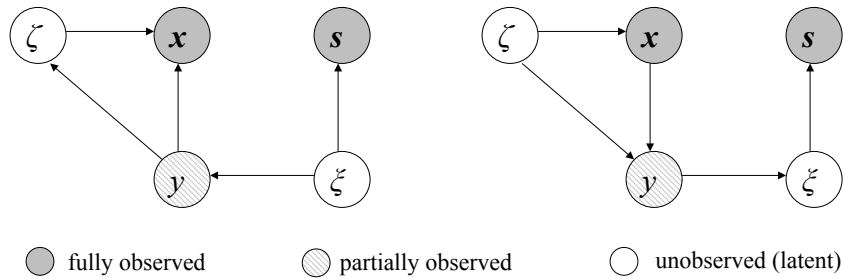 ζ x s ζ x s
y ξ y ξ
fully observed partially observed unobserved (latent)